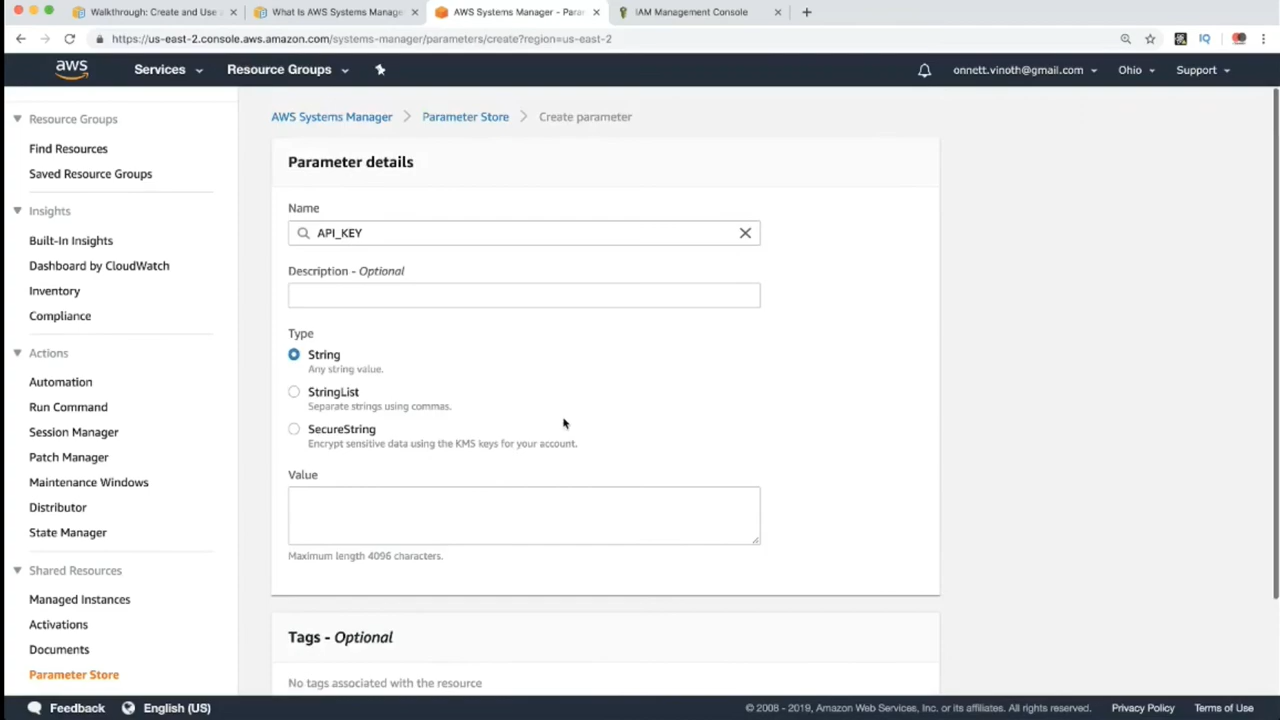 Walkthrough: Create and Use
What Is AWS Systems Manage
AWS Systems Manager - Para
IAM Management Console
https://us-east-2.console.aws.amazon.com/systems-manager/parameters/create?region=us-east-2
aws
Services
Resource Groups
onnett.vinoth@gmail.com
Ohio
Support
Resource Groups
Find Resources
Saved Resource Groups
Insights
Built-In Insights
Dashboard by CloudWatch
Inventory
Compliance
Actions
Automation
Run Command
Session Manager
Patch Manager
Maintenance Windows
Distributor
State Manager
Shared Resources
Managed Instances
Activations
Documents
Parameter Store
AWS Systems Manager > Parameter Store > Create parameter
Parameter details
Name
API_KEY
Description - Optional
Type
String
Any string value.
StringList
Separate strings using commas.
SecureString
Encrypt sensitive data using the KMS keys for your account.
Value
Maximum length 4096 characters.
Tags - Optional
No tags associated with the resource
Feedback
English (US)
© 2008 - 2019, Amazon Web Services, Inc. or its affiliates. All rights reserved.
Privacy Policy
Terms of Use